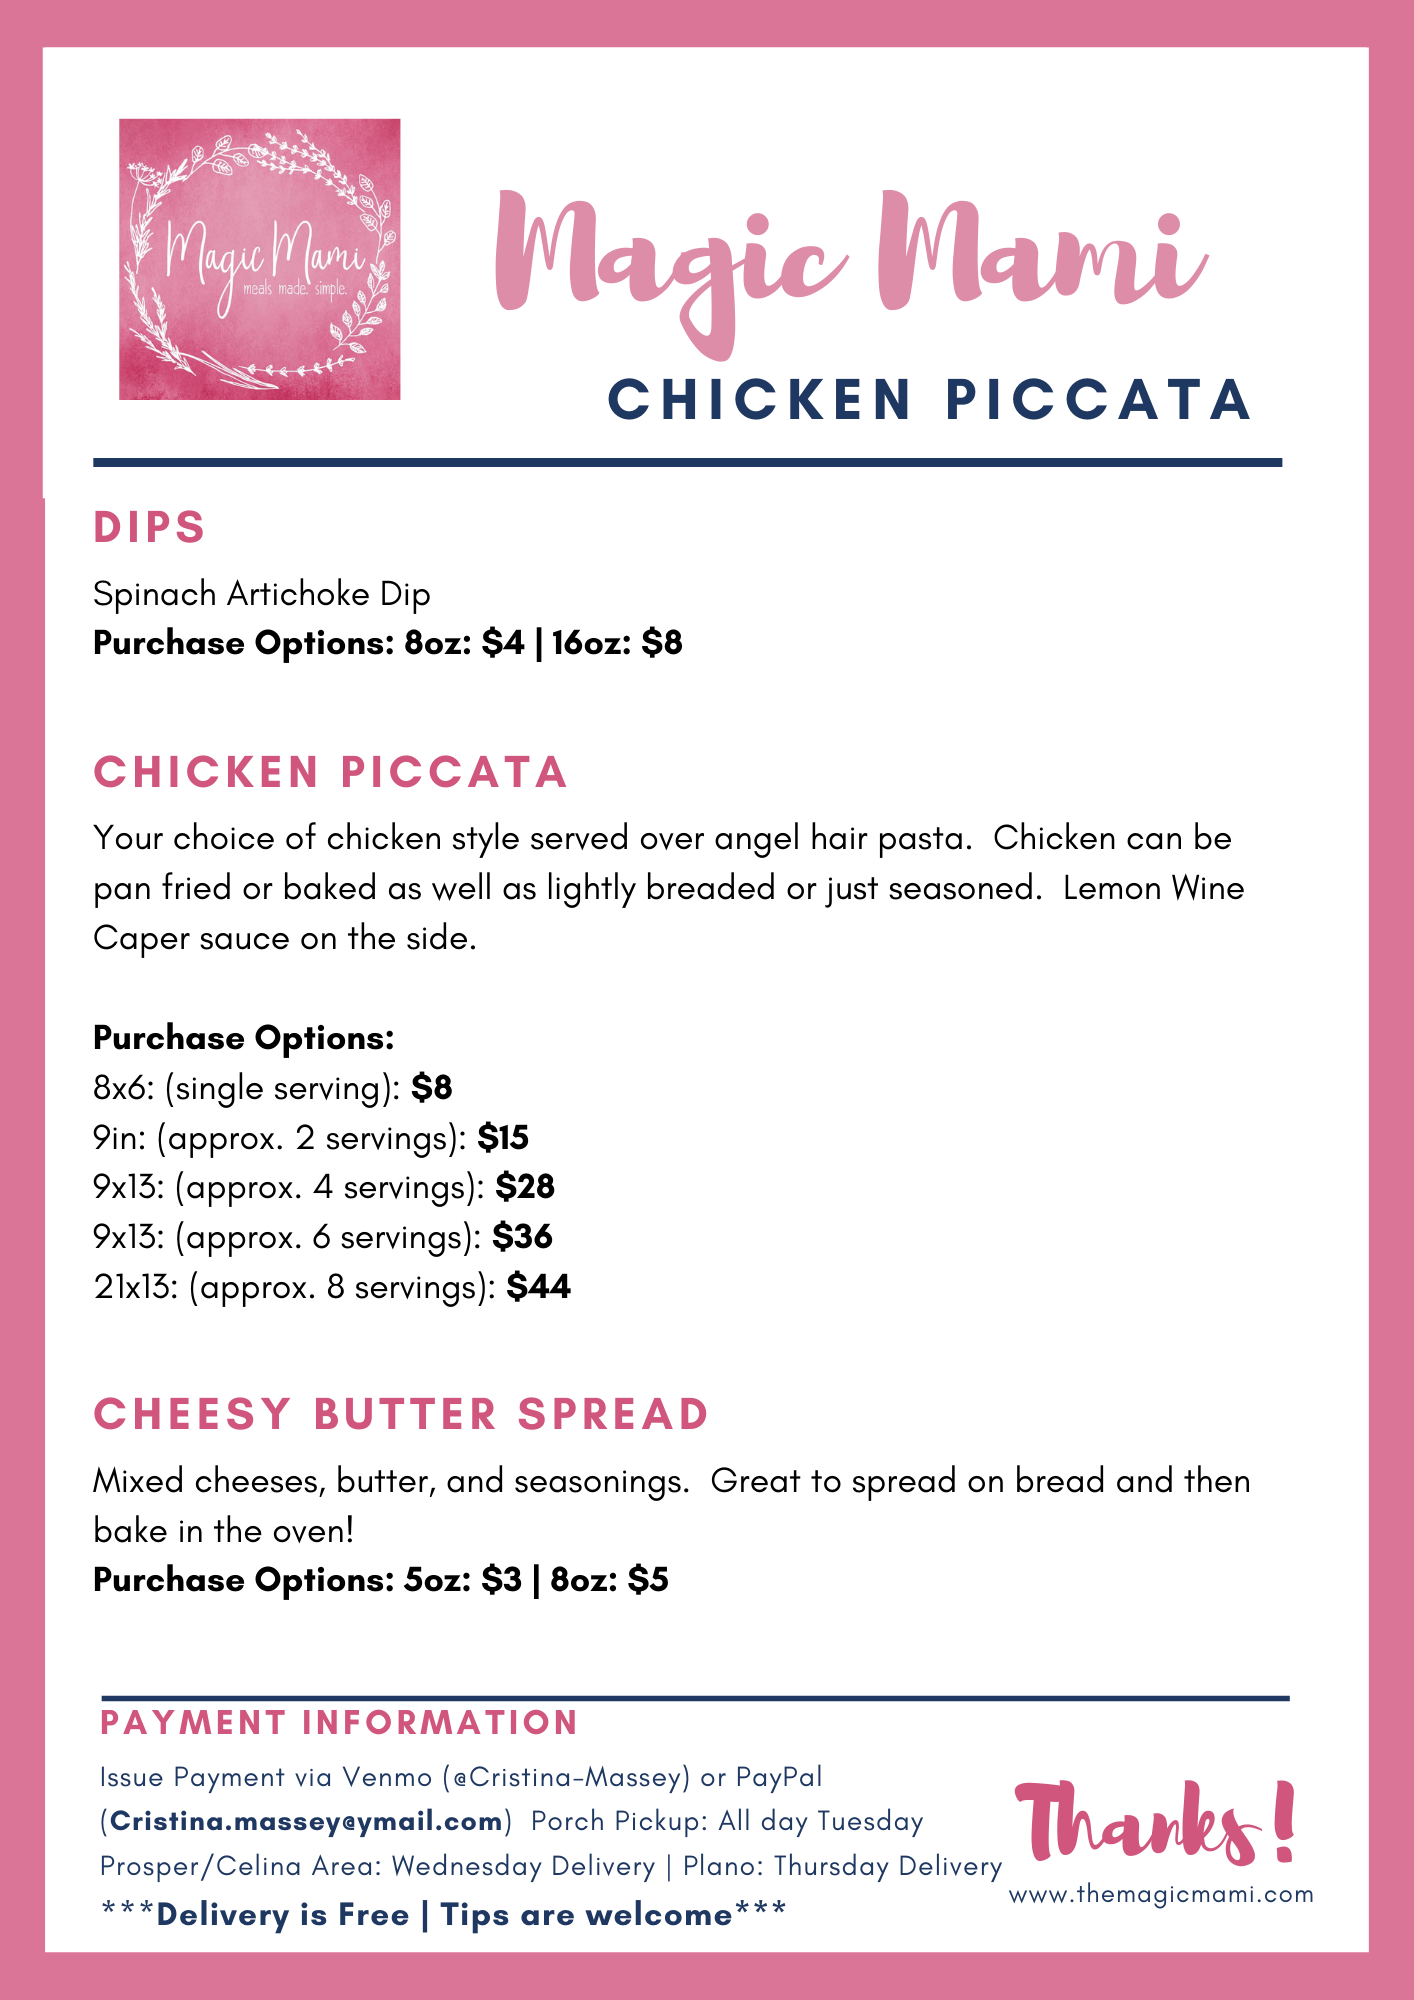 Magic Mami
meals made. simple.
Magic Mami
CHICKEN PICCATA
DIPS
Spinach Artichoke Dip
Purchase Options: 8oz: $4 | 16oz: $8
CHICKEN PICCATA
Your choice of chicken style served over angel hair pasta.  Chicken can be
pan fried or baked as well as lightly breaded or just seasoned.  Lemon Wine
Caper sauce on the side.
Purchase Options:
8x6: (single serving): $8
9in: (approx. 2 servings): $15
9x13: (approx. 4 servings): $28
9x13: (approx. 6 servings): $36
21x13: (approx. 8 servings): $44
CHEESY BUTTER SPREAD
Mixed cheeses, butter, and seasonings.  Great to spread on bread and then
bake in the oven!
Purchase Options: 5oz: $3 | 8oz: $5
PAYMENT INFORMATION
Issue Payment via Venmo (@Cristina-Massey) or PayPal
(Cristina.massey@ymail.com)  Porch Pickup: All day Tuesday
Prosper/Celina Area: Wednesday Delivery | Plano: Thursday Delivery
***Delivery is Free | Tips are welcome***
Thanks!
www.themagicmami.com